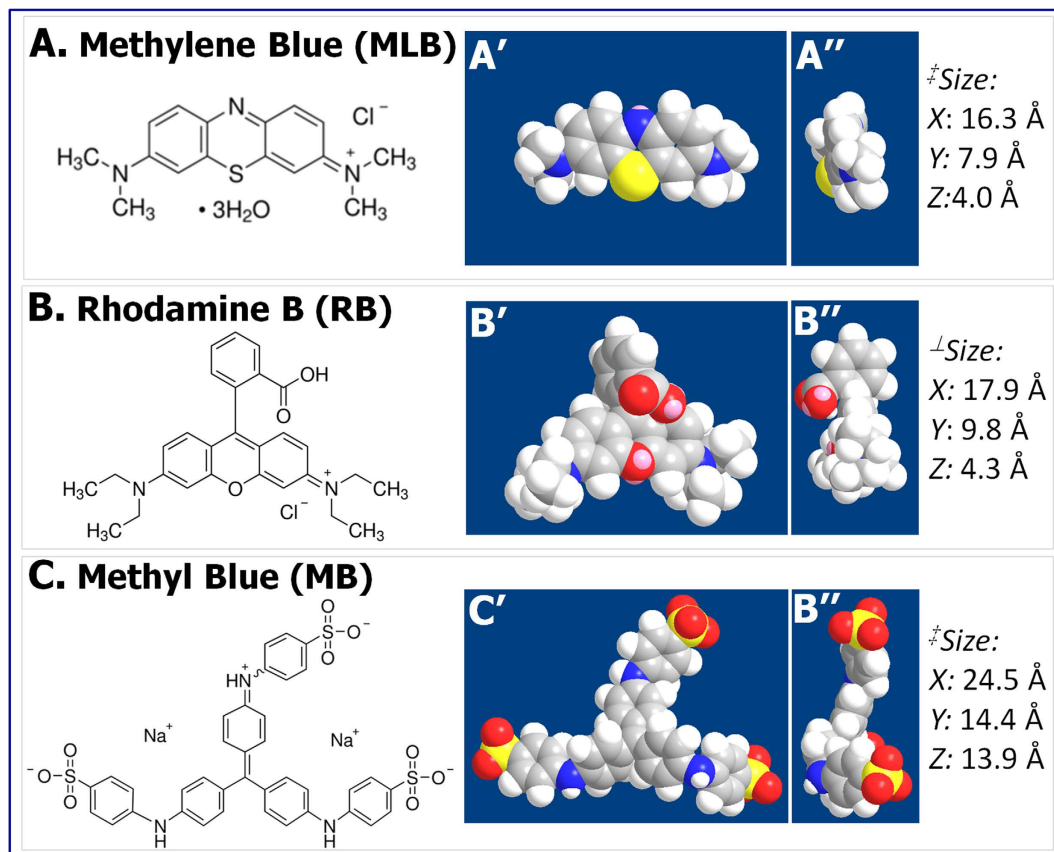 A. Methylene Blue (MLB)
N
Cl⁻
H₃C
N
CH₃
S
N⁺
CH₃
CH₃
• 3H₂O
A′
A″
‡Size:
X: 16.3 Å
Y: 7.9 Å
Z:4.0 Å
B. Rhodamine B (RB)
OH
O
H₃C
N
O
N⁺
CH₃
Cl⁻
H₃C
CH₃
B′
B″
⊥Size:
X: 17.9 Å
Y: 9.8 Å
Z: 4.3 Å
C. Methyl Blue (MB)
O
S–O⁻
O
HN⁺
Na⁺
Na⁺
O
⁻O–S
O
O
S–O⁻
O
N
H
N
H
C′
B″
‡Size:
X: 24.5 Å
Y: 14.4 Å
Z: 13.9 Å